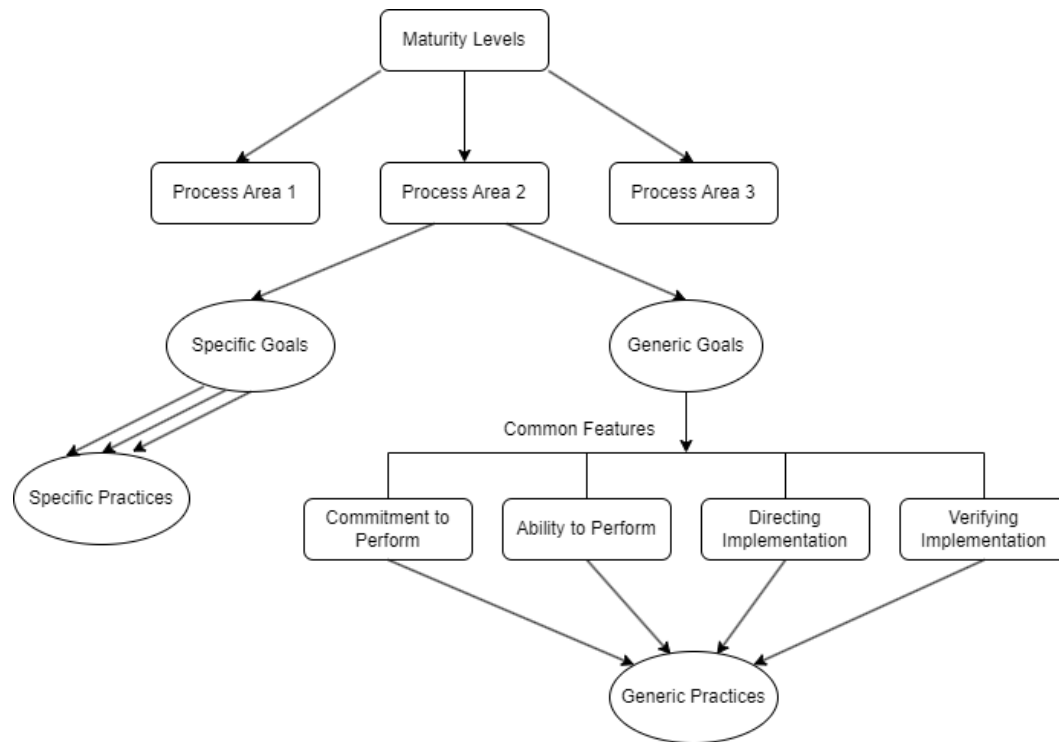 Maturity Levels
Process Area 1
Process Area 2
Process Area 3
Specific Goals
Generic Goals
Common Features
Specific Practices
Commitment to
Perform
Ability to Perform
Directing
Implementation
Verifying
Implementation
Generic Practices